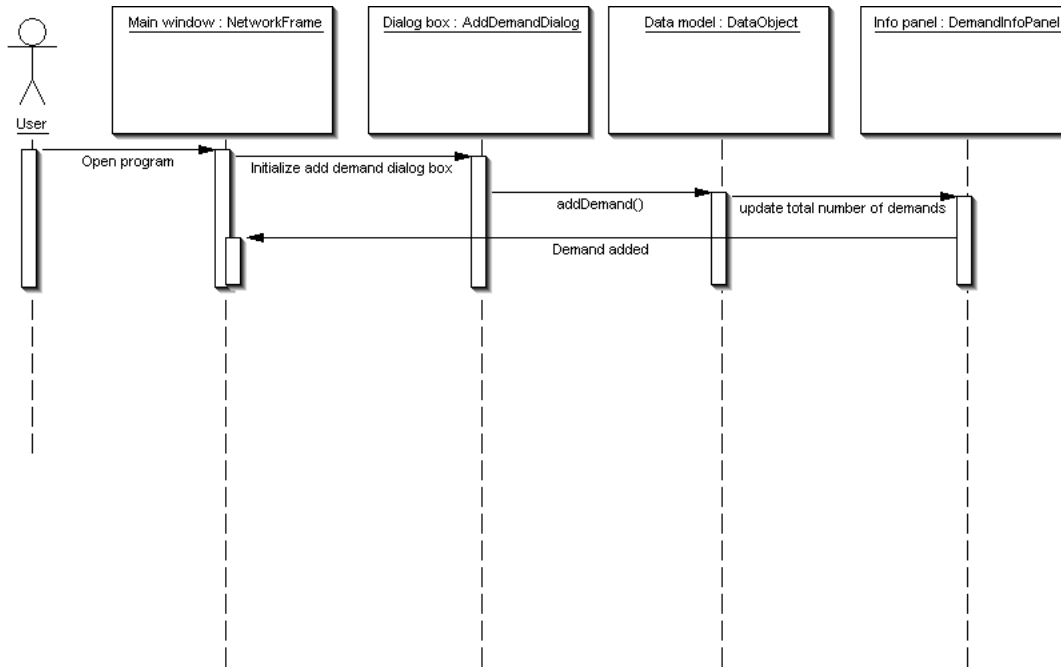 Main window : NetworkFrame
Dialog box : AddDemandDialog
Data model : DataObject
Info panel : DemandInfoPanel
User
Open program
Initialize add demand dialog box
addDemand()
update total number of demands
Demand added